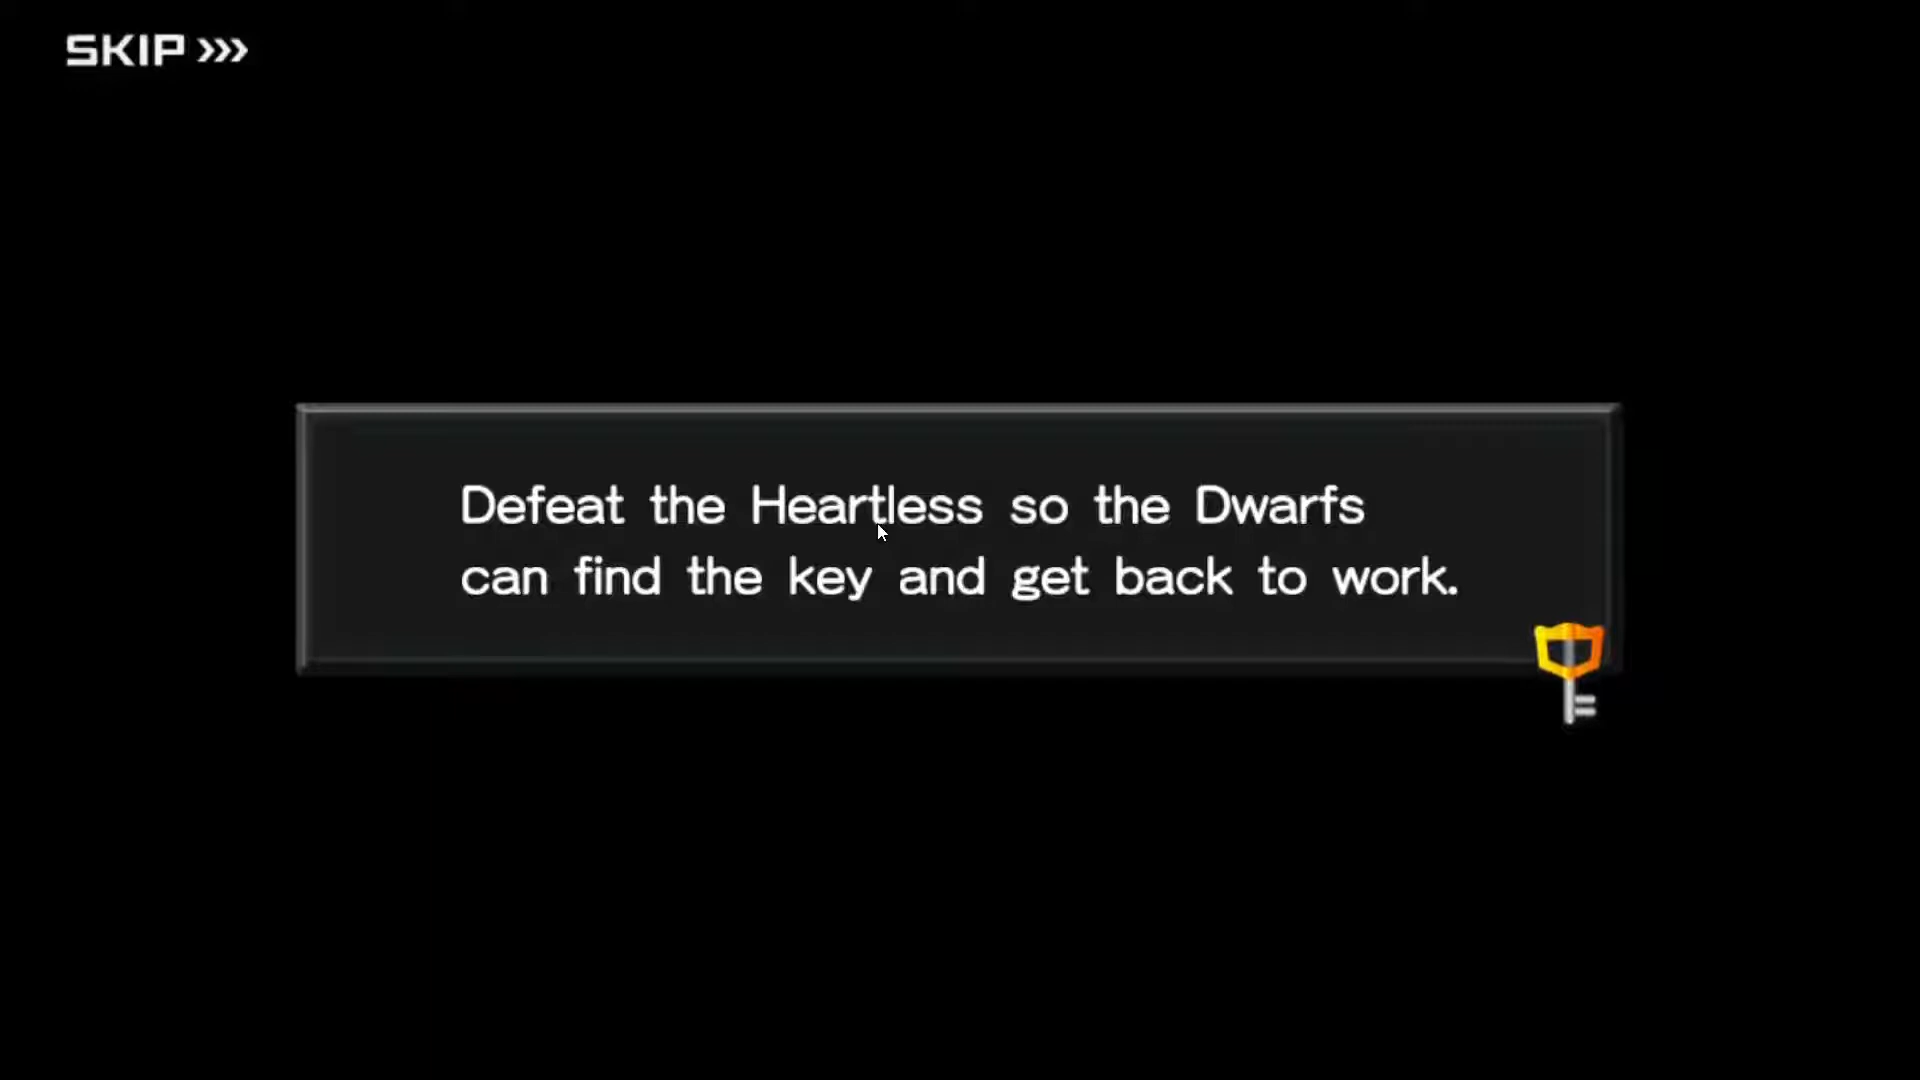 SKIP >>>
Defeat the Heartless so the Dwarfs
can find the key and get back to work.